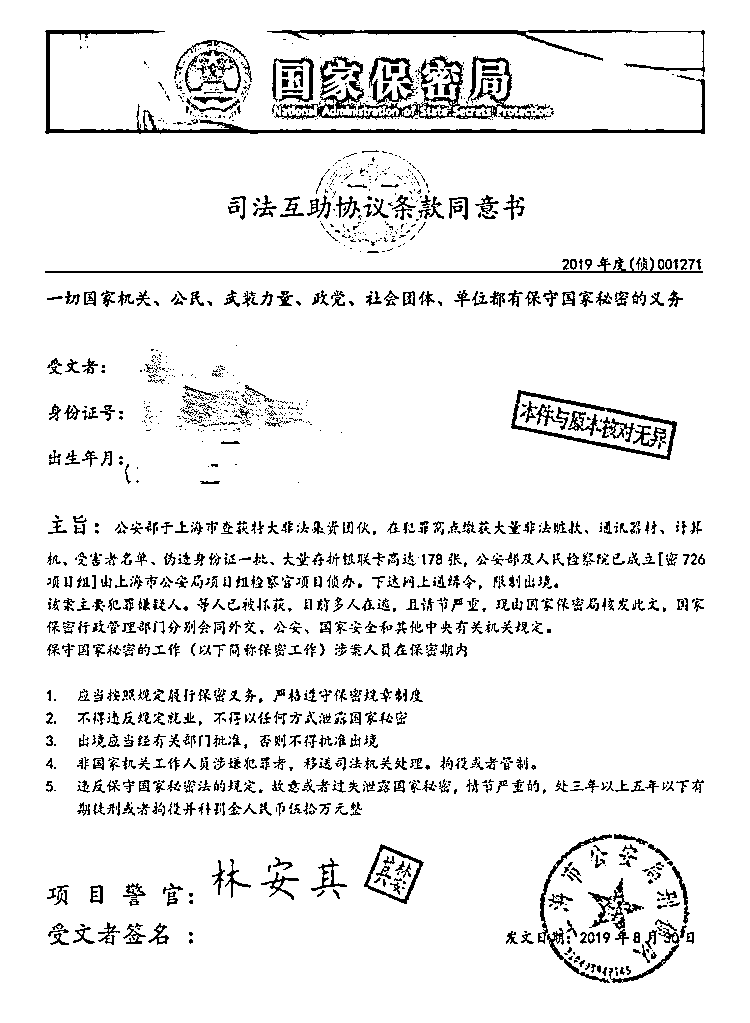 国家保密局
National Administration of State Secrets Protection
司法互助协议条款同意书
2019 年度(侦)001271
一切国家机关、公民、武装力量、政党、社会团体、单位都有保守国家秘密的义务
受文者:
身份证号:
本件与原本核对无异
出生年月:
主旨: 公安部于上海市查获特大非法集资团伙，在犯罪窝点缴获大量非法赃款、通讯器材、计算
机、受害者名单、伪造身份证一批、大量存折银联卡高达 178 张，公安部及人民检察院已成立[密 726
项目组]由上海市公安局项目组检察官项目侦办。下达网上通缉令，限制出境。
该案主要犯罪嫌疑人。等人已被抓获，目前多人在逃，且情节严重，现由国家保密局核发此文，国家
保密行政管理部门分别会同外交，公安、国家安全和其他中央有关机关规定。
保守国家秘密的工作（以下简称保密工作）涉案人员在保密期内
1. 应当按照规定履行保密义务，严格遵守保密规章制度
2. 不得违反规定就业，不得以任何方式泄露国家秘密
3. 出境应当经有关部门批准，否则不得批准出境
4. 非国家机关工作人员涉嫌犯罪者，移送司法机关处理。拘役或者管制。
5. 违反保守国家秘密法的规定，故意或者过失泄露国家秘密，情节严重的，处三年以上五年以下有
期徒刑或者拘役并科罚金人民币伍拾万元整
项 目 警 官: 林安其
林安其
受文者签名 :
海市公安局刑侦队
发文日期: 2019 年 8 月 30 日